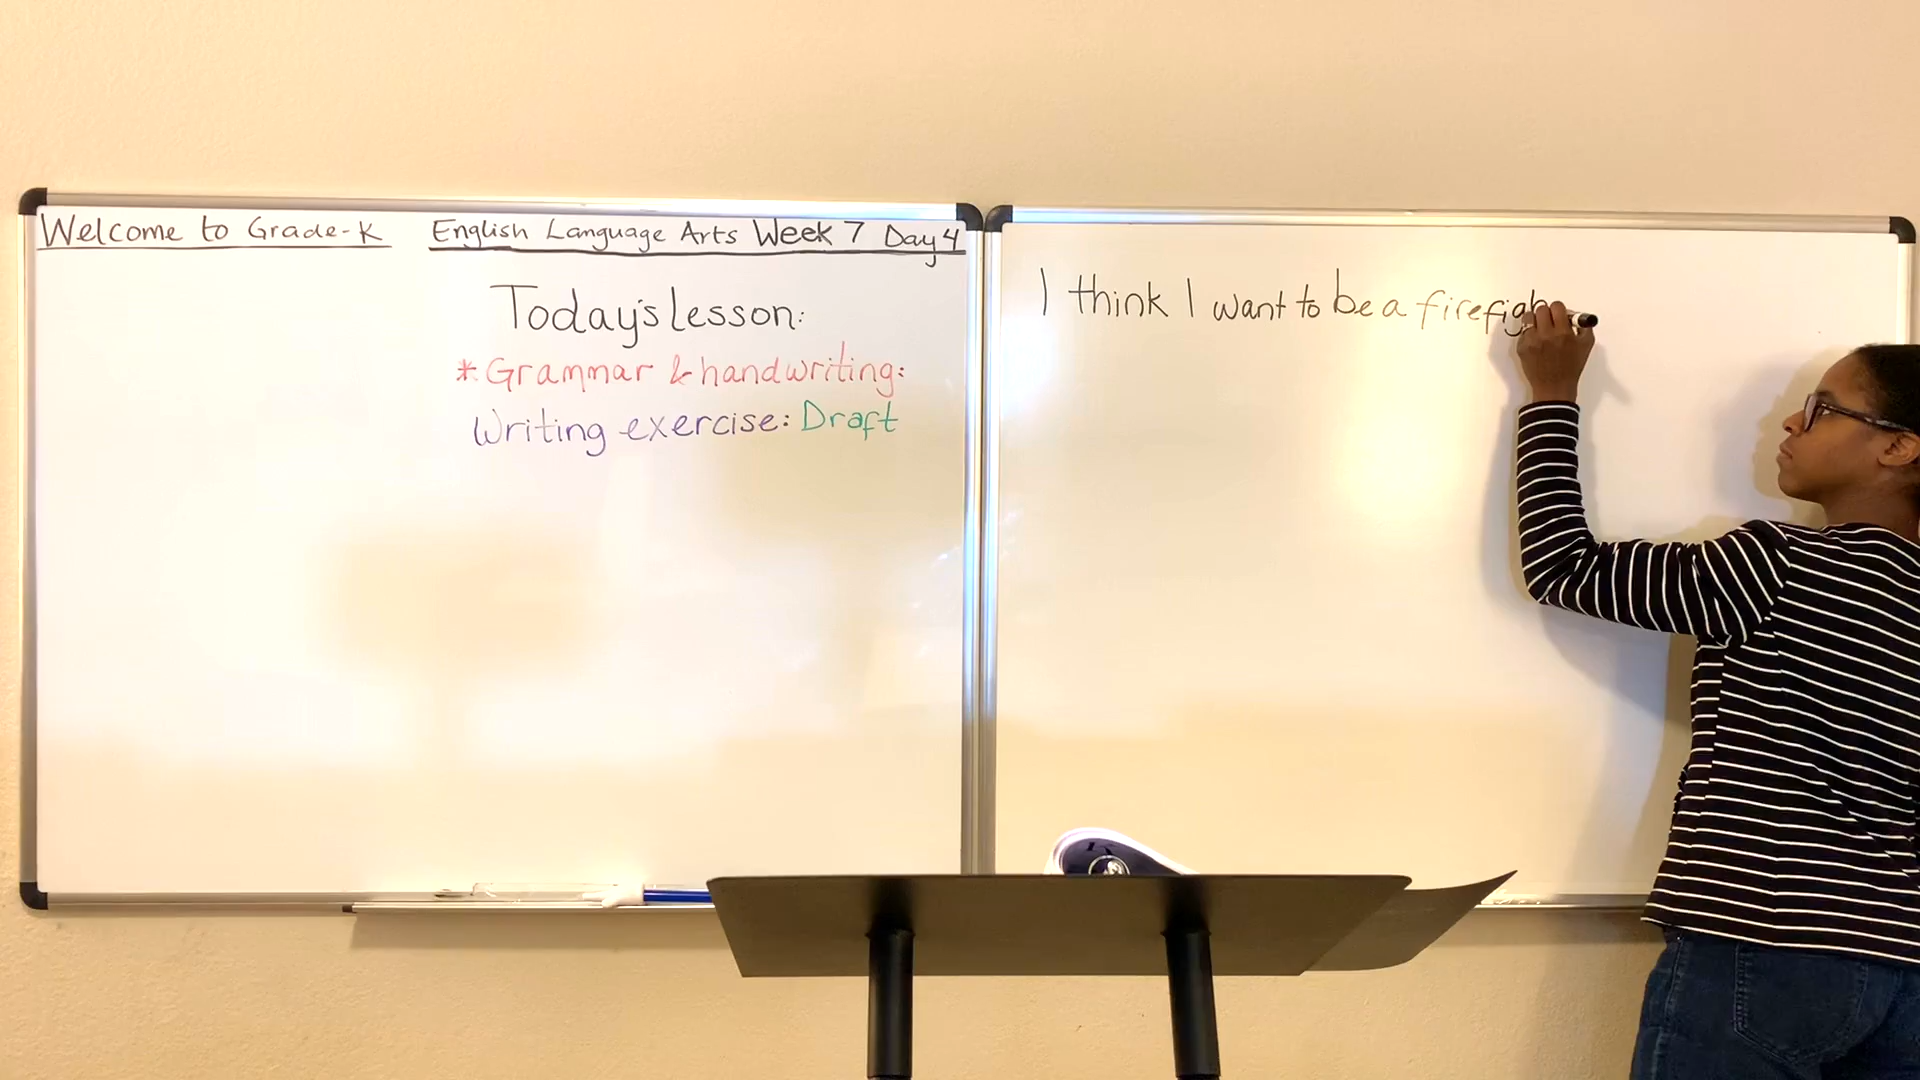 Welcome to Grade-K English Language Arts Week 7 Day 4
Today's lesson:
* Grammar & handwriting:
Writing exercise: Draft
I think I want to be a firefigh